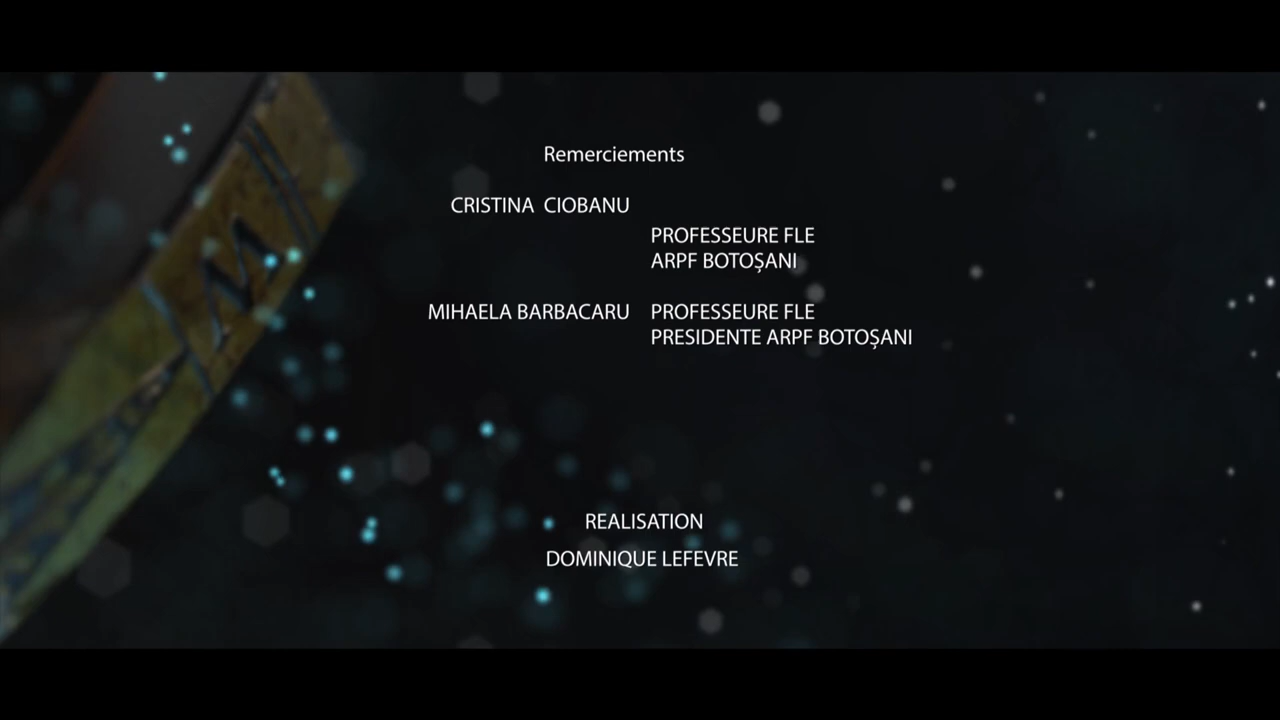 Remerciements
CRISTINA CIOBANU
PROFESSEURE FLE
ARPF BOTOȘANI
MIHAELA BARBACARU PROFESSEURE FLE
PRESIDENTE ARPF BOTOȘANI
REALISATION
DOMINIQUE LEFEVRE